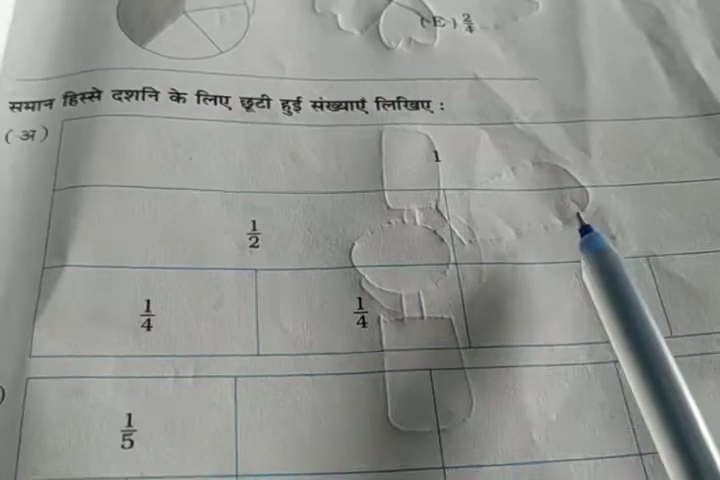 (E) 2/4
समान हिस्से दर्शाने के लिए छूटी हुई संख्याएँ लिखिए :
(अ)
1
1/2
1/4 1/4
1/5